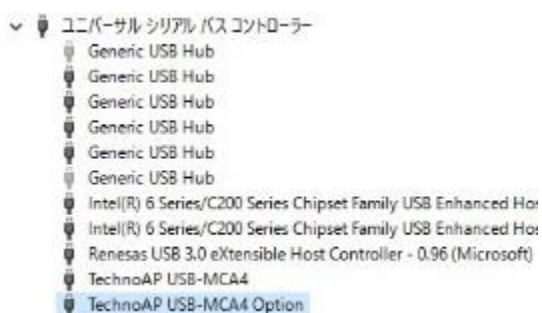 ユニバーサル シリアル バス コントローラー
Generic USB Hub
Generic USB Hub
Generic USB Hub
Generic USB Hub
Generic USB Hub
Generic USB Hub
Intel(R) 6 Series/C200 Series Chipset Family USB Enhanced Hos
Intel(R) 6 Series/C200 Series Chipset Family USB Enhanced Hos
Renesas USB 3.0 eXtensible Host Controller - 0.96 (Microsoft)
TechnoAP USB-MCA4
TechnoAP USB-MCA4 Option